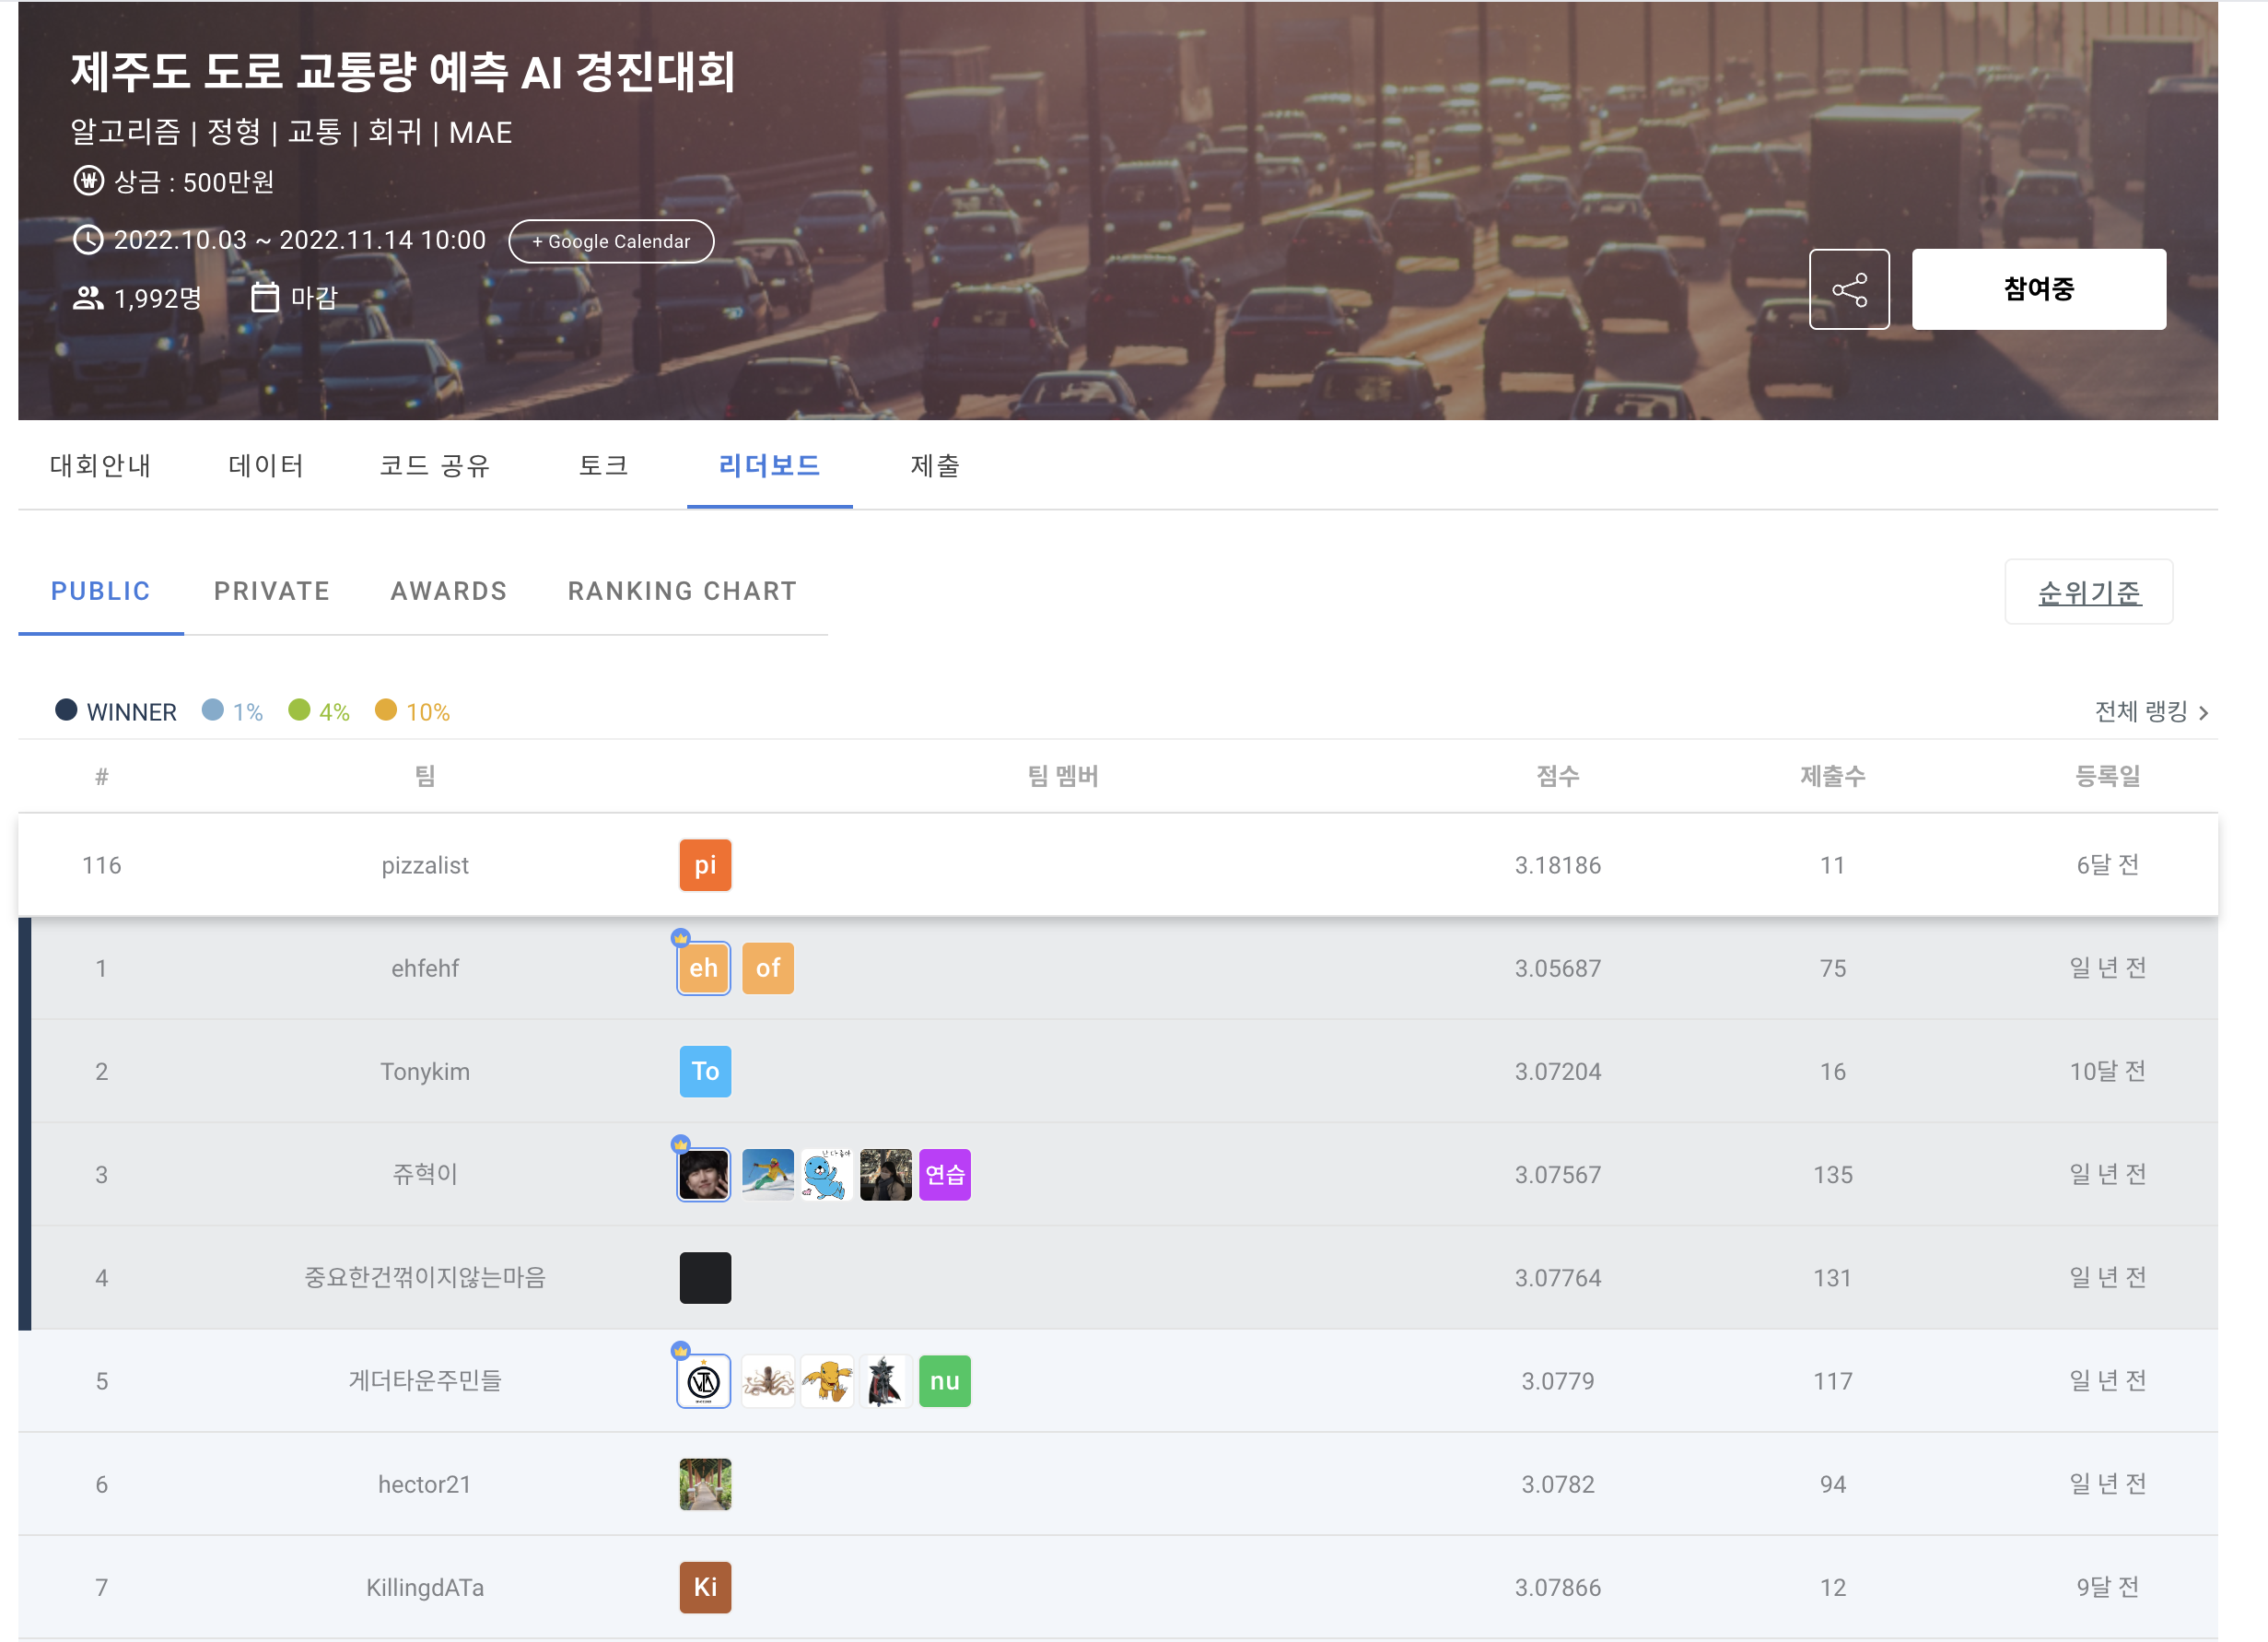 제주도 도로 교통량 예측 AI 경진대회
알고리즘 | 정형 | 교통 | 회귀 | MAE
₩ 상금 : 500만원
2022.10.03 ~ 2022.11.14 10:00 + Google Calendar
1,992명 마감
참여중
대회안내 데이터 코드 공유 토크 리더보드 제출
PUBLIC PRIVATE AWARDS RANKING CHART 순위기준
WINNER 1% 4% 10% 전체 랭킹 >
# 팀 팀 멤버 점수 제출수 등록일
116 pizzalist pi 3.18186 11 6달 전
1 ehfehf eh of 3.05687 75 일 년 전
2 Tonykim To 3.07204 16 10달 전
3 쥬혁이 연습 3.07567 135 일 년 전
4 중요한건꺾이지않는마음 3.07764 131 일 년 전
5 게더타운주민들 nu 3.0779 117 일 년 전
6 hector21 3.0782 94 일 년 전
7 KillingdATa Ki 3.07866 12 9달 전